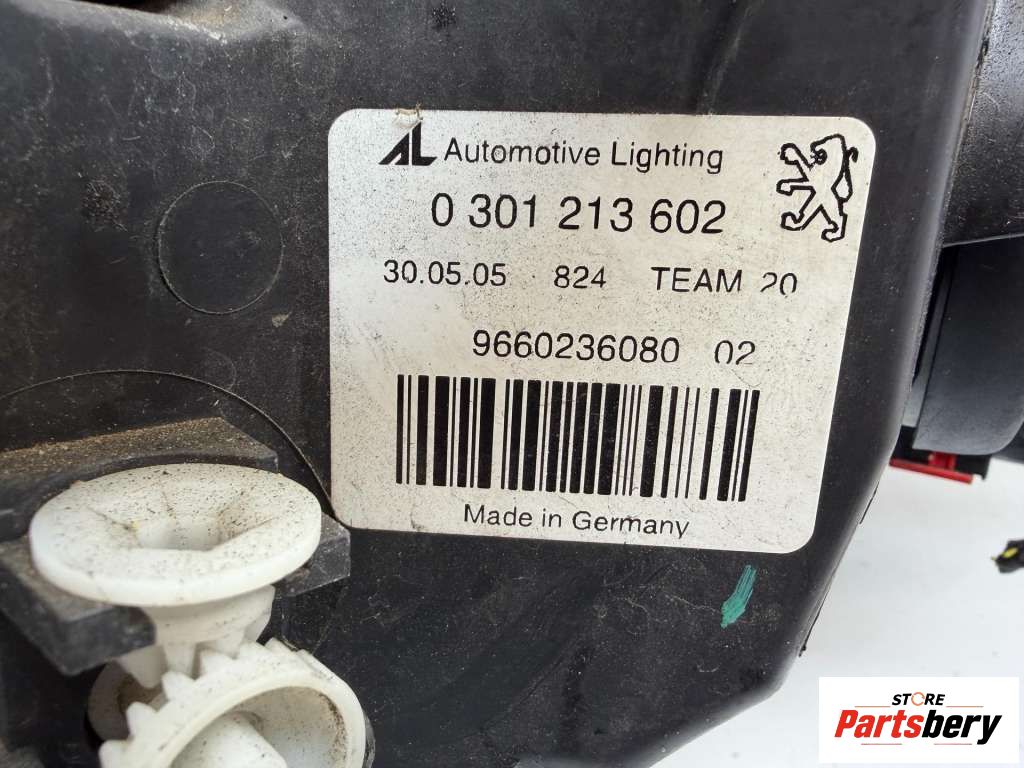 AL Automotive Lighting
0 301 213 602
30.05.05 824 TEAM 20
9660236080 02
Made in Germany
STORE
Partsbery